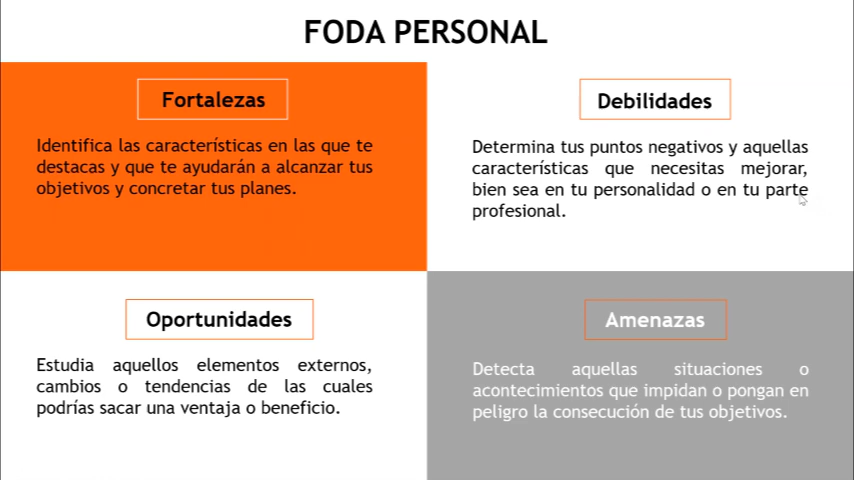 FODA PERSONAL
Fortalezas
Identifica las características en las que te
destacas y que te ayudarán a alcanzar tus
objetivos y concretar tus planes.
Debilidades
Determina tus puntos negativos y aquellas
características que necesitas mejorar,
bien sea en tu personalidad o en tu parte
profesional.
Oportunidades
Estudia aquellos elementos externos,
cambios o tendencias de las cuales
podrías sacar una ventaja o beneficio.
Amenazas
Detecta aquellas situaciones o
acontecimientos que impidan o pongan en
peligro la consecución de tus objetivos.